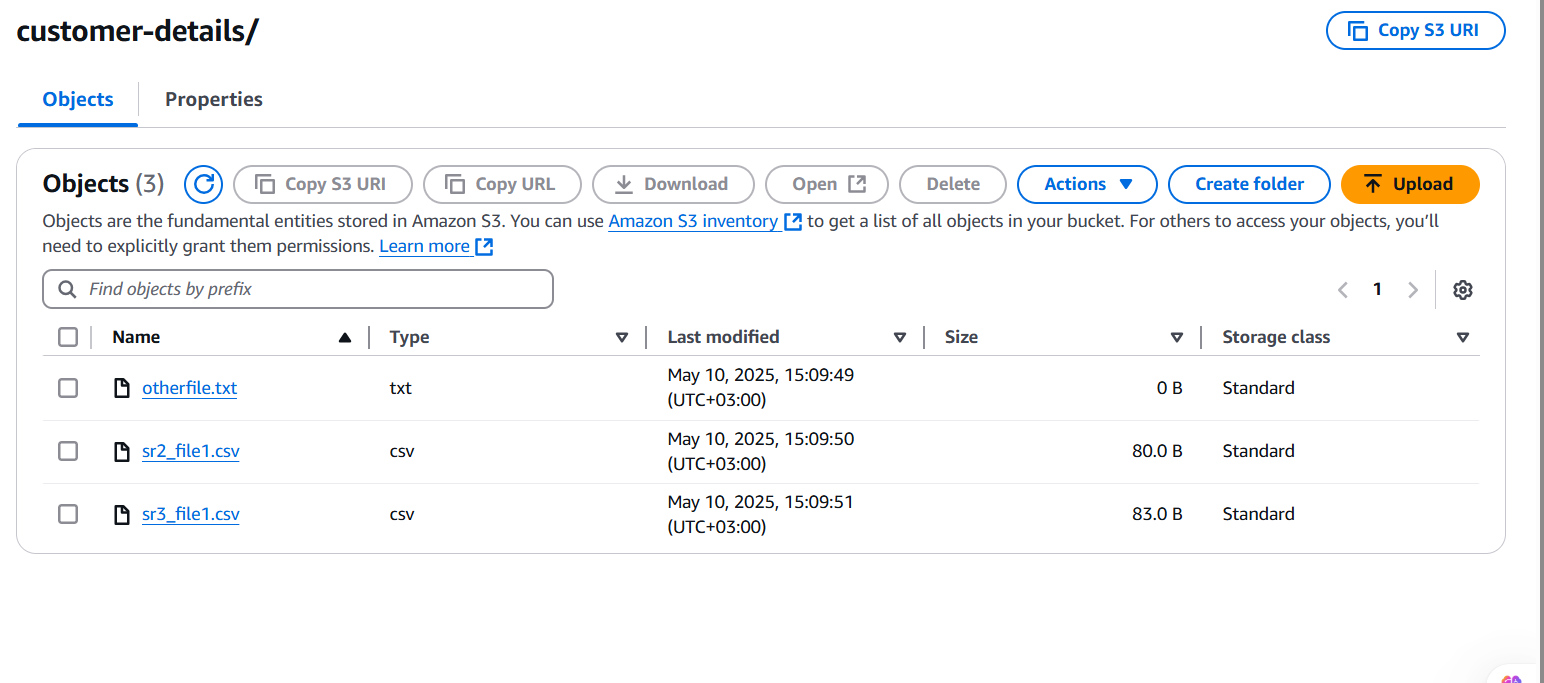 customer-details/
Copy S3 URI
Objects
Properties
Objects (3)
Copy S3 URI
Copy URL
Download
Open
Delete
Actions
Create folder
Upload
Objects are the fundamental entities stored in Amazon S3. You can use Amazon S3 inventory to get a list of all objects in your bucket. For others to access your objects, you’ll
need to explicitly grant them permissions. Learn more
Find objects by prefix
1
Name Type Last modified Size Storage class
otherfile.txt txt May 10, 2025, 15:09:49 0 B Standard
(UTC+03:00)
sr2_file1.csv csv May 10, 2025, 15:09:50 80.0 B Standard
(UTC+03:00)
sr3_file1.csv csv May 10, 2025, 15:09:51 83.0 B Standard
(UTC+03:00)